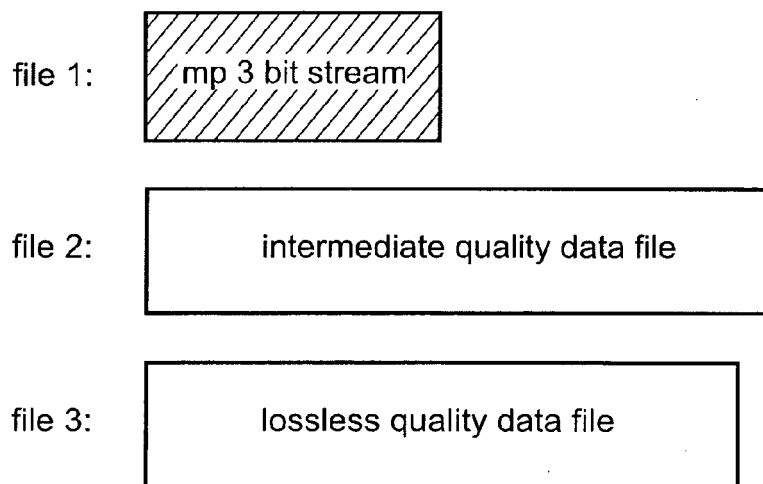 file 1: mp 3 bit stream
file 2: intermediate quality data file
file 3: lossless quality data file